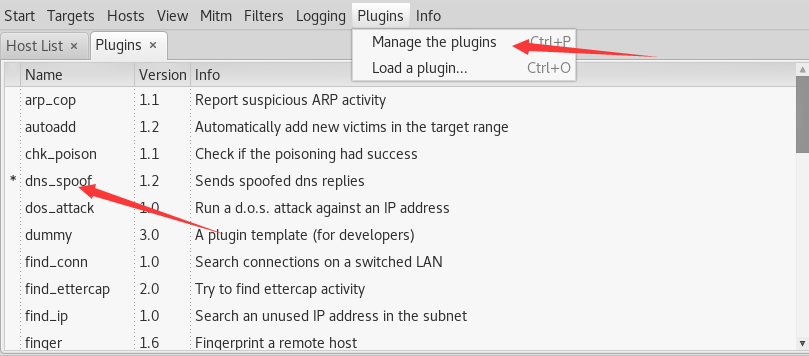 Start Targets Hosts View Mitm Filters Logging Plugins Info
Host List × Plugins ×
Manage the plugins Ctrl+P
Load a plugin... Ctrl+O
Name Version Info
arp_cop 1.1 Report suspicious ARP activity
autoadd 1.2 Automatically add new victims in the target range
chk_poison 1.1 Check if the poisoning had success
* dns_spoof 1.2 Sends spoofed dns replies
dos_attack 1.0 Run a d.o.s. attack against an IP address
dummy 3.0 A plugin template (for developers)
find_conn 1.0 Search connections on a switched LAN
find_ettercap 2.0 Try to find ettercap activity
find_ip 1.0 Search an unused IP address in the subnet
finger 1.6 Fingerprint a remote host